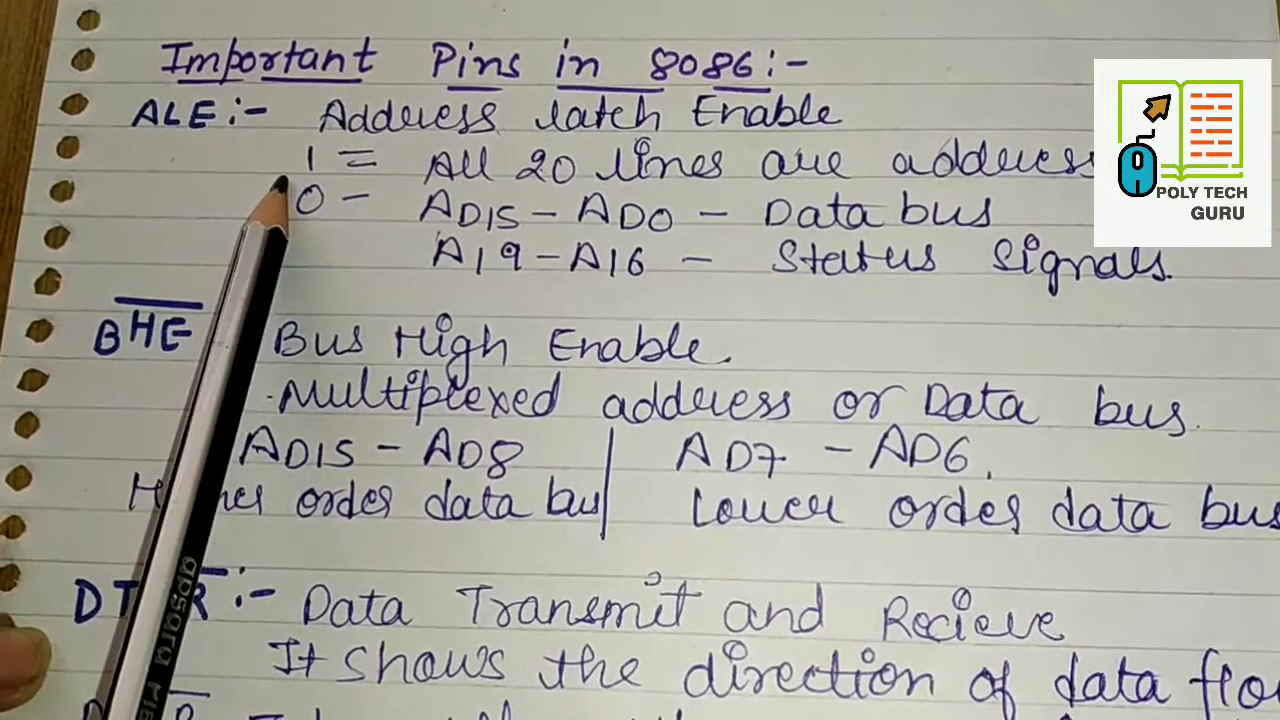 Important Pins in 8086:-
ALE:- Address latch Enable
1 = All 20 lines are address
0 - AD15 - AD0 - Data bus
A19 - A16 - Status Signals.
BHE Bus High Enable.
Multiplexed address or Data bus.
AD15 - AD8 | AD7 - AD6.
order data bus | Lower order data bus
DT R :- Data Transmit and Recieve
It shows the direction of data flo
POLY TECH
GURU
apsara